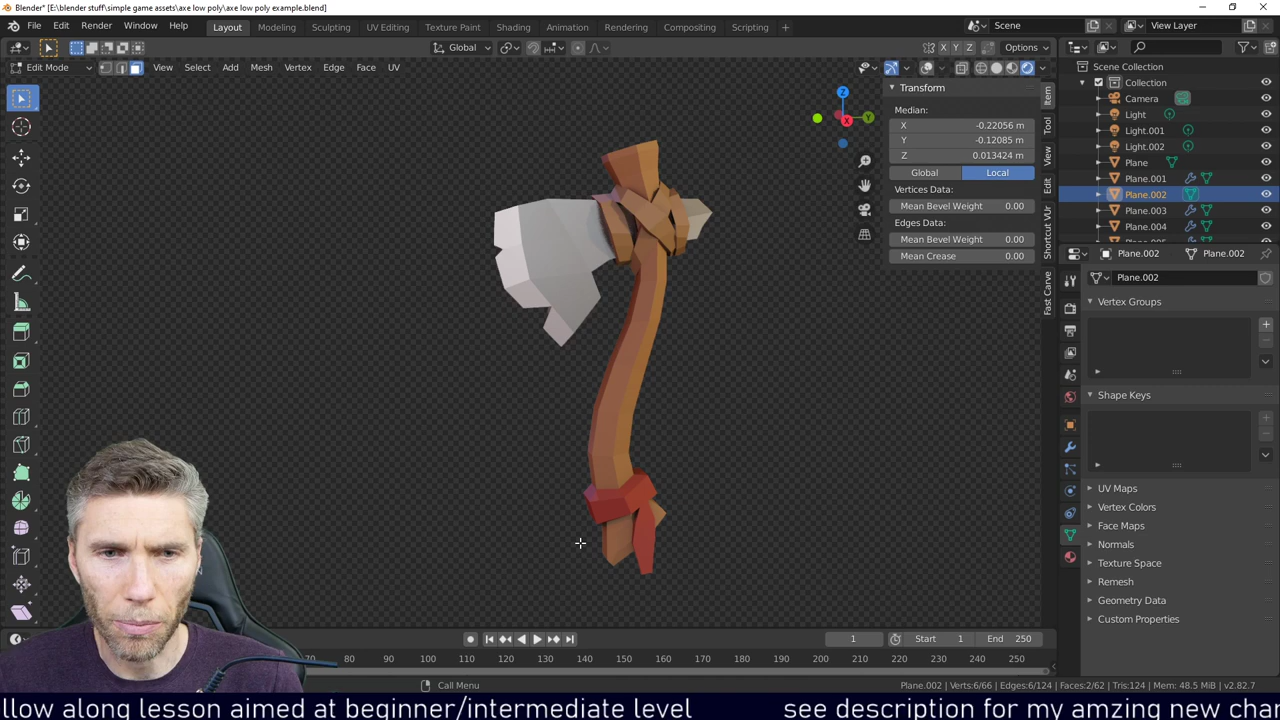 Blender* [E:\blender stuff\simple game assets\axe low poly\axe low poly example.blend]
File Edit Render Window Help Layout Modeling Sculpting UV Editing Texture Paint Shading Animation Rendering Compositing Scripting + Scene View Layer
Global X Y Z Options
Edit Mode View Select Add Mesh Vertex Edge Face UV
Scene Collection
Collection
Camera
Light
Light.001
Light.002
Plane
Plane.001
Plane.002
Plane.003
Plane.004
Z
Y
X
Transform
Median:
X -0.22056 m
Y -0.12085 m
Z 0.013424 m
Global Local
Vertices Data:
Mean Bevel Weight 0.00
Edges Data:
Mean Bevel Weight 0.00
Mean Crease 0.00
Item
Tool
View
Edit
Shortcut VUr
Fast Carve
Plane.002 Plane.002
Plane.002
Vertex Groups
Shape Keys
UV Maps
Vertex Colors
Face Maps
Normals
Texture Space
Remesh
Geometry Data
Custom Properties
1 Start 1 End 250
70 80 90 100 110 120 130 140 150 160 170 180 190 200 210 220 230 240 250
Call Menu
Plane.002 | Verts:6/66 | Edges:6/124 | Faces:2/62 | Tris:124 | Mem: 48.5 MiB | v2.82.7
llow along lesson aimed at beginner/intermediate level see description for my amzing new char